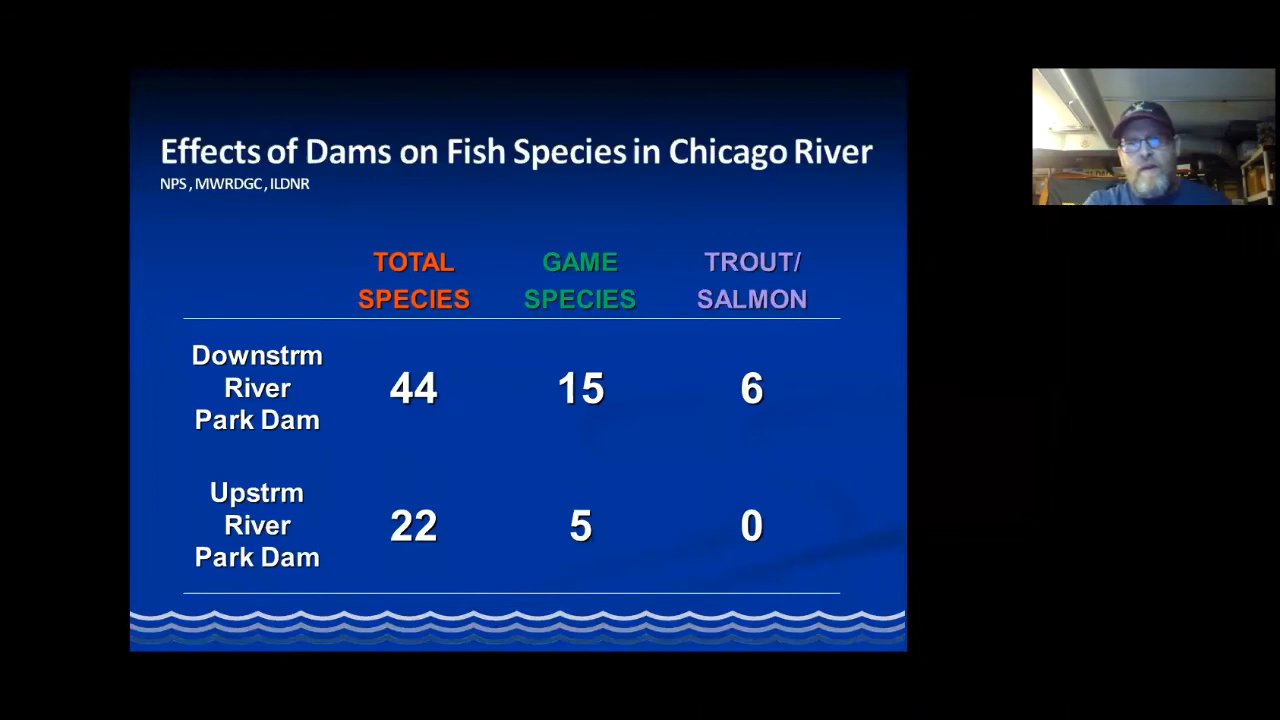 Effects of Dams on Fish Species in Chicago River
NPS, MWRDGC, ILDNR
TOTAL SPECIES
GAME SPECIES
TROUT/ SALMON
Downstrm River Park Dam
44 15 6
Upstrm River Park Dam
22 5 0